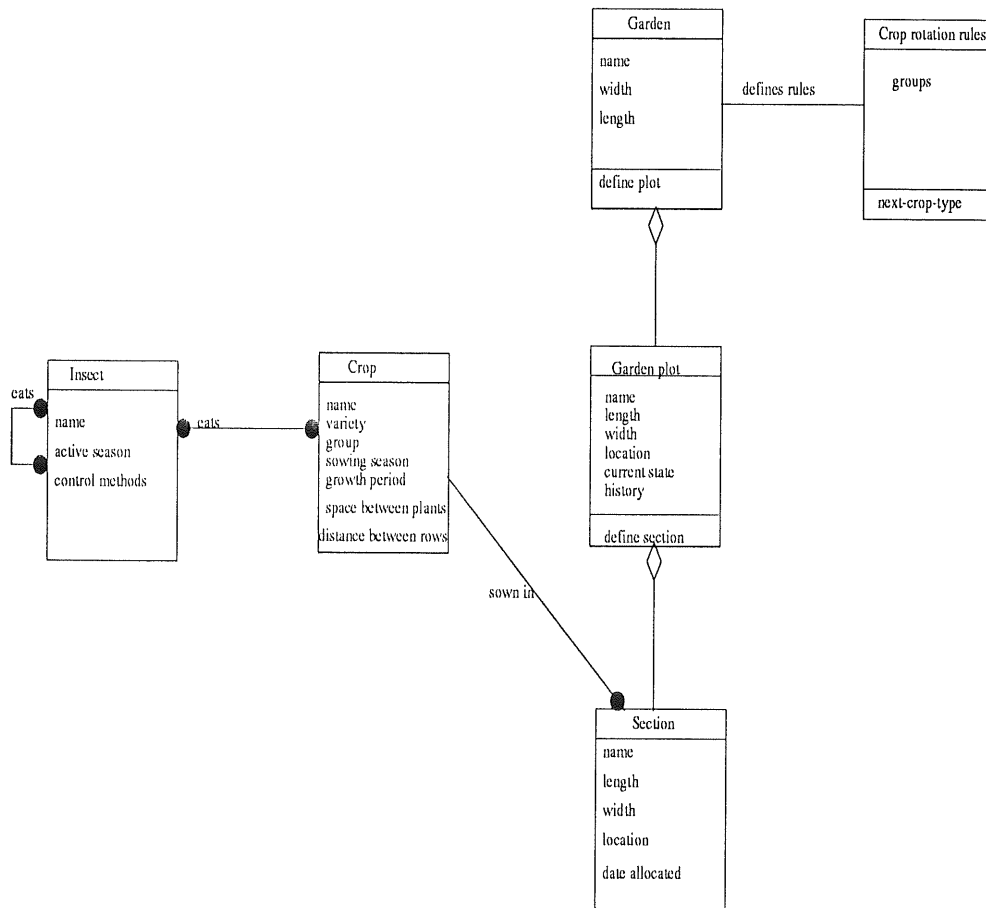 Garden
name
width
length
define plot
defines rules
Crop rotation rules
groups
next-crop-type
Insect
eats
name
active season
control methods
eats
Crop
name
variety
group
sowing season
growth period
space between plants
distance between rows
sown in
Garden plot
name
length
width
location
current state
history
define section
Section
name
length
width
location
date allocated